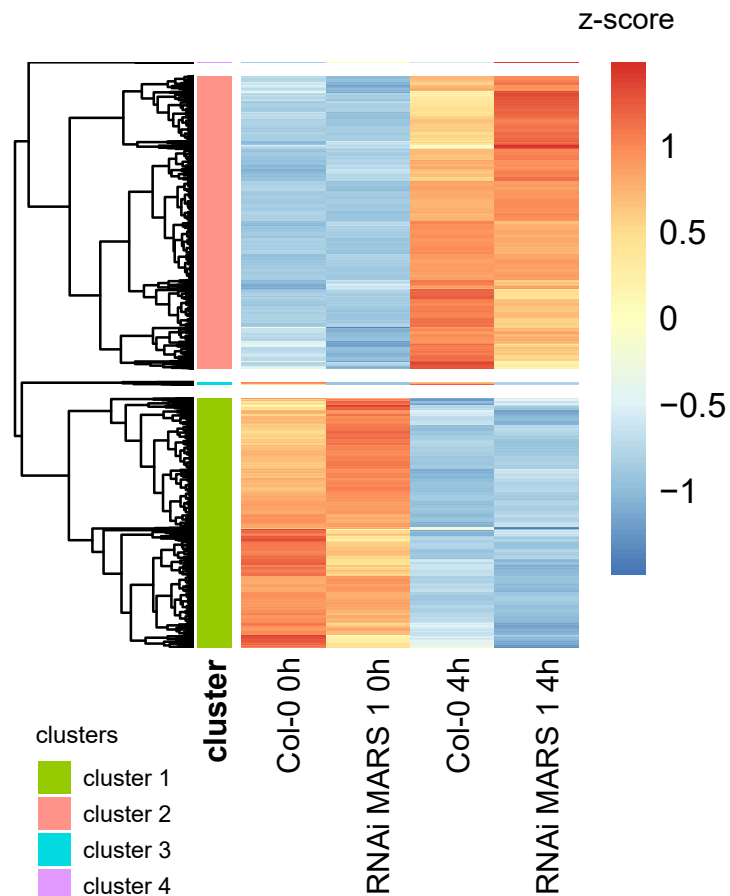 z-score
1
0.5
0
−0.5
−1
cluster
Col-0 0h
RNAi MARS 1 0h
Col-0 4h
RNAi MARS 1 4h
clusters
cluster 1
cluster 2
cluster 3
cluster 4